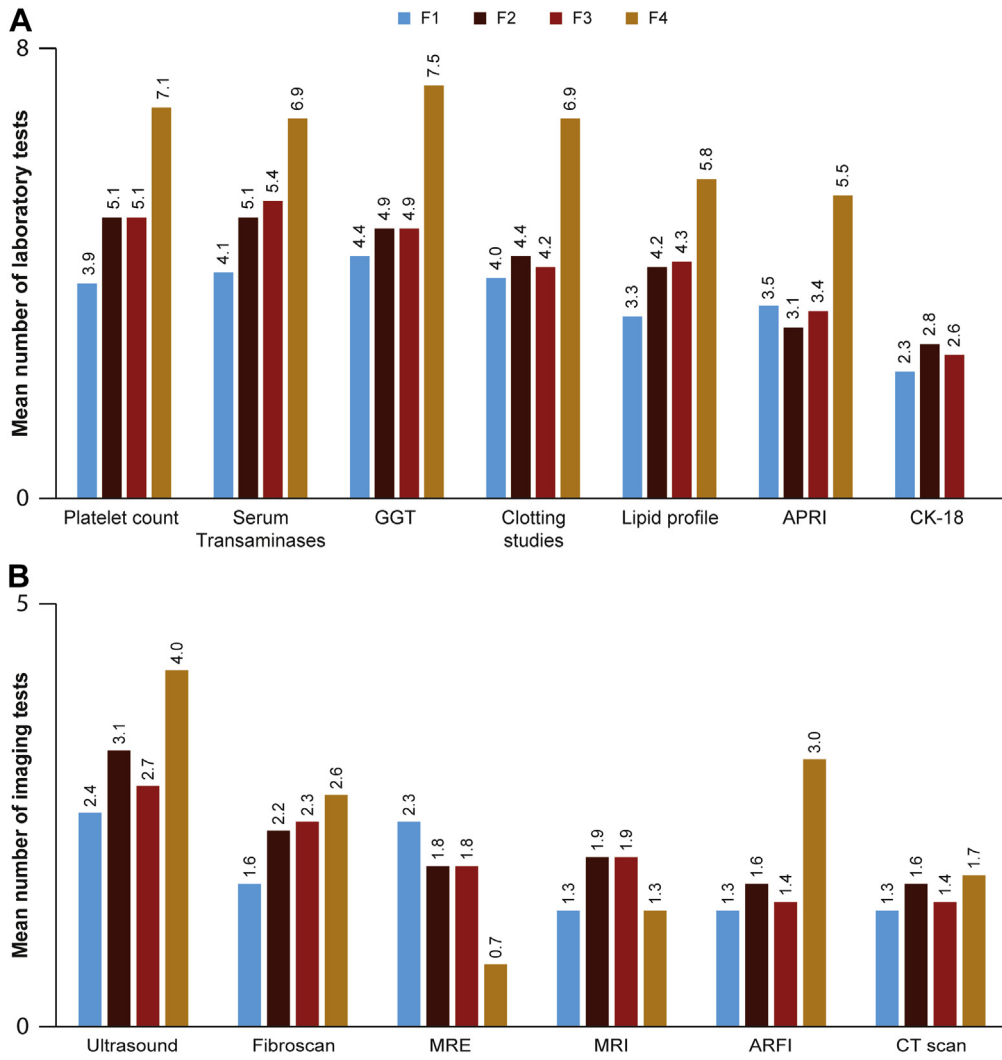 A
F1 F2 F3 F4
Mean number of laboratory tests
8
0
3.9 5.1 5.1 7.1
4.1 5.1 5.4 6.9
4.4 4.9 4.9 7.5
4.0 4.4 4.2 6.9
3.3 4.2 4.3 5.8
3.5 3.1 3.4 5.5
2.3 2.8 2.6
Platelet count
Serum
Transaminases
GGT
Clotting
studies
Lipid profile
APRI
CK-18
B
Mean number of imaging tests
5
0
2.4 3.1 2.7 4.0
1.6 2.2 2.3 2.6
2.3 1.8 1.8 0.7
1.3 1.9 1.9 1.3
1.3 1.6 1.4 3.0
1.3 1.6 1.4 1.7
Ultrasound
Fibroscan
MRE
MRI
ARFI
CT scan